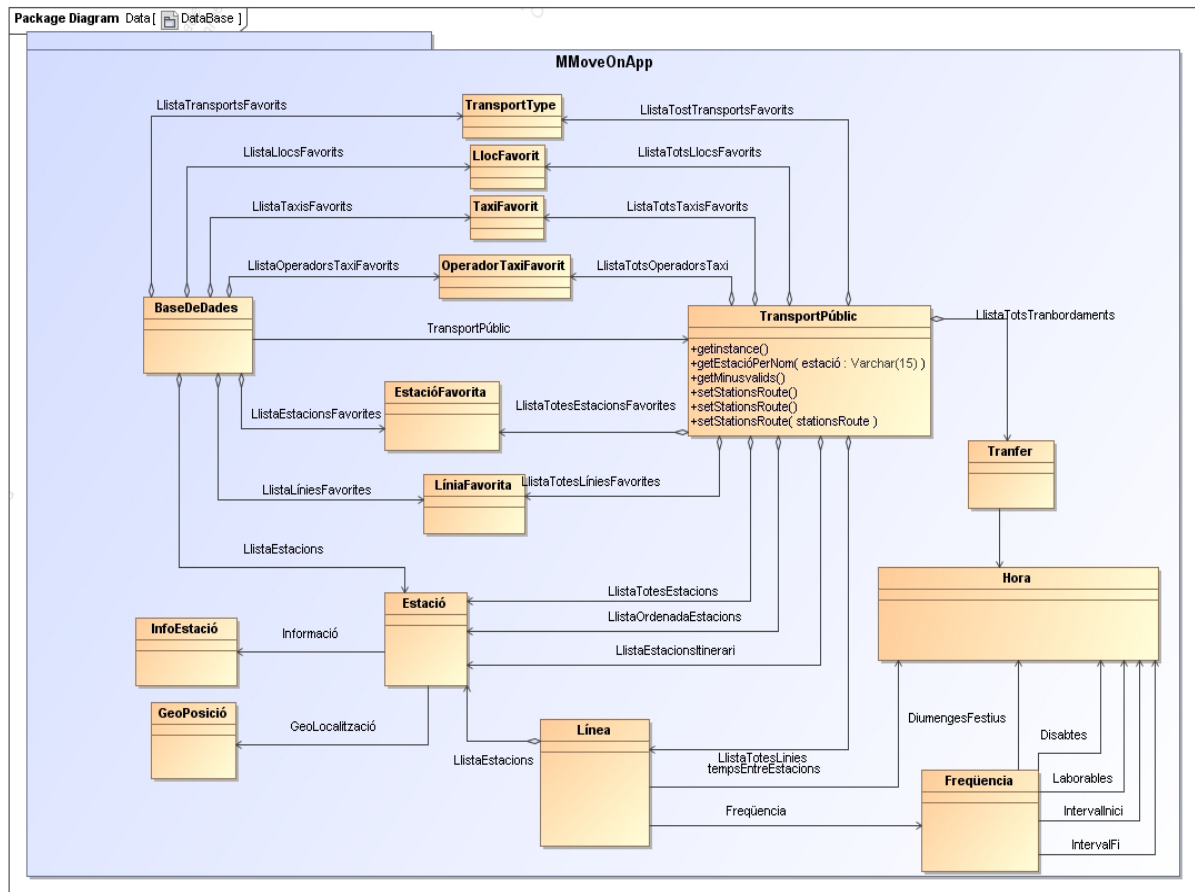 Package Diagram Data [ DataBase ]
MMoveOnApp
LlistaTransportsFavorits
TransportType
LlistaTostTransportsFavorits
LlistaLlocsFavorits
LlocFavorit
LlistaTotsLlocsFavorits
LlistaTaxisFavorits
TaxiFavorit
LlistaTotsTaxisFavorits
LlistaOperadorsTaxiFavorits
OperadorTaxiFavorit
LlistaTotsOperadorsTaxi
BaseDeDades
TransportPúblic
TransportPúblic
LlistaTotsTranbordaments
+getinstance()
+getEstacióPerNom( estació : Varchar(15) )
+getMinusvalids()
+setStationsRoute()
+setStationsRoute()
+setStationsRoute( stationsRoute )
EstacióFavorita
LlistaEstacionsFavorites
LlistaTotesEstacionsFavorites
Tranfer
LlistaLíniesFavorites
LíniaFavorita
LlistaTotesLíniesFavorites
LlistaEstacions
Hora
Estació
LlistaTotesEstacions
LlistaOrdenadaEstacions
LlistaEstacionsItinerari
InfoEstació
Informació
GeoPosició
GeoLocalització
LlistaEstacions
Línea
LlistaTotesLínies
tempsEntreEstacions
DiumengesFestius
Disabtes
Laborables
IntervalInici
IntervalFi
Freqüencia
Freqüencia